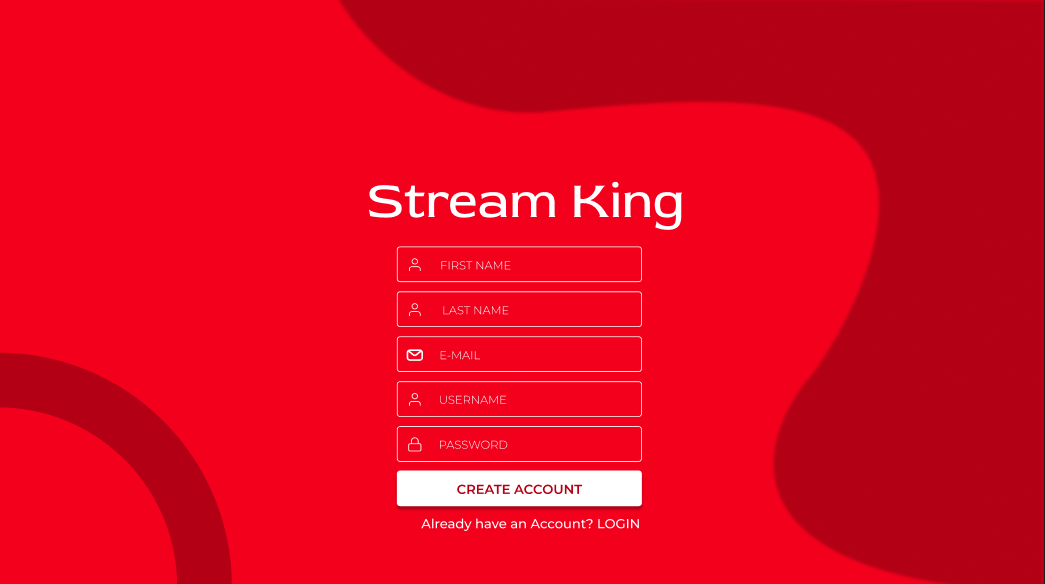 Stream King
FIRST NAME
LAST NAME
E-MAIL
USERNAME
PASSWORD
CREATE ACCOUNT
Already have an Account? LOGIN